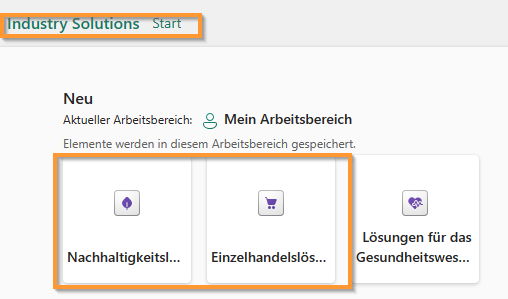 Industry Solutions Start
Neu
Aktueller Arbeitsbereich: Mein Arbeitsbereich
Elemente werden in diesem Arbeitsbereich gespeichert.
Nachhaltigkeitsl...
Einzelhandelslös...
Lösungen für das
Gesundheitswes...